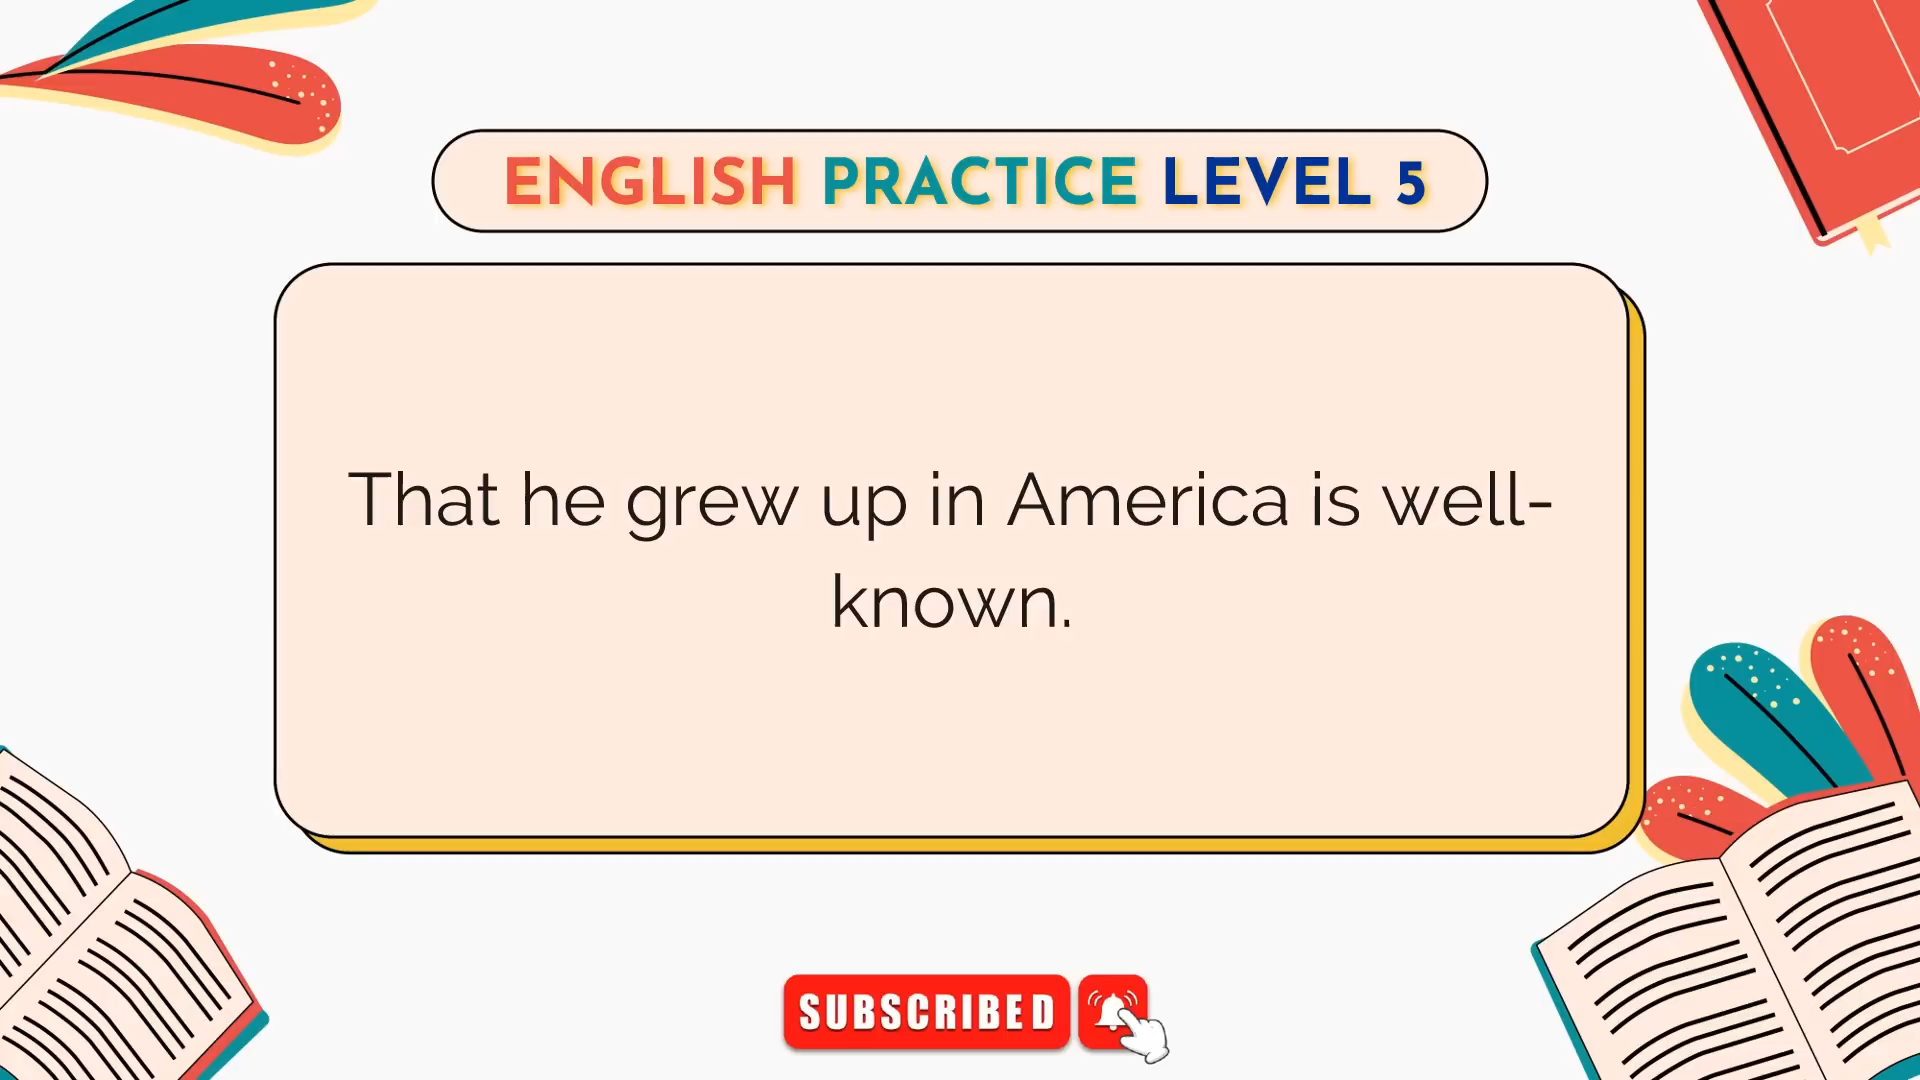 ENGLISH PRACTICE LEVEL 5
That he grew up in America is well-
known.
SUBSCRIBED